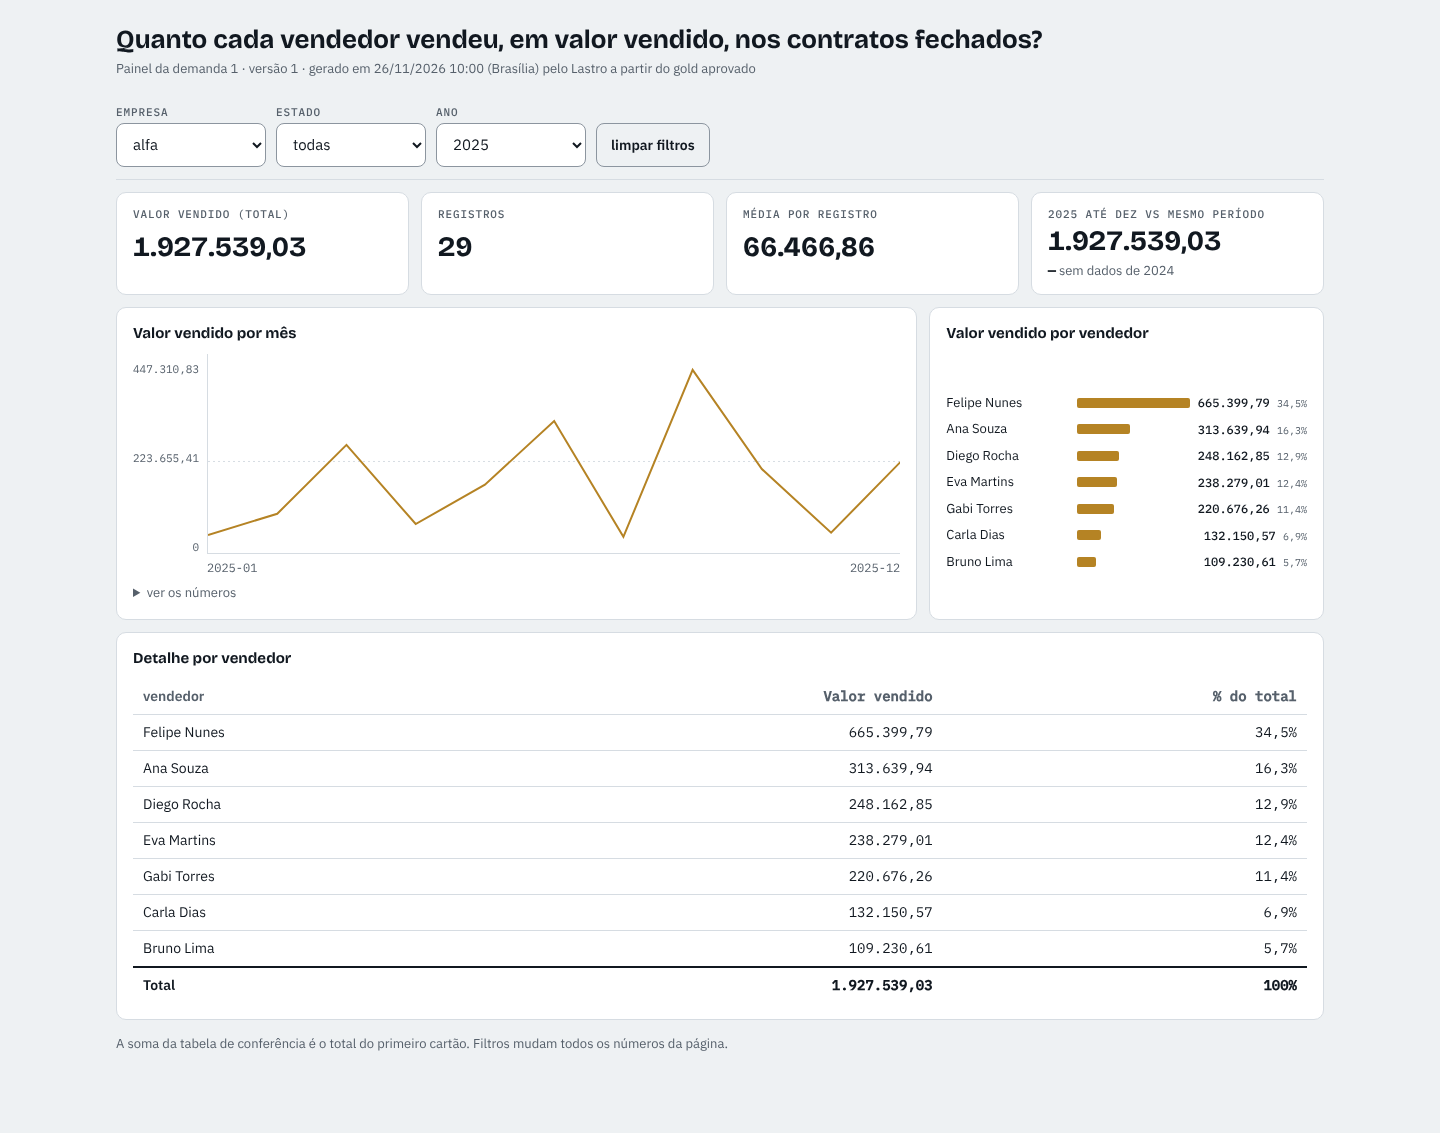 Quanto cada vendedor vendeu, em valor vendido, nos contratos fechados?
Painel da demanda 1 · versão 1 · gerado em 26/11/2026 10:00 (Brasília) pelo Lastro a partir do gold aprovado
EMPRESA ESTADO ANO
alfa todas 2025 limpar filtros
VALOR VENDIDO (TOTAL)
1.927.539,03
REGISTROS
29
MÉDIA POR REGISTRO
66.466,86
2025 ATÉ DEZ VS MESMO PERÍODO
1.927.539,03
— sem dados de 2024
Valor vendido por mês
447.310,83
223.655,41
0
2025-01 2025-12
▶ ver os números
Valor vendido por vendedor
Felipe Nunes 665.399,79 34,5%
Ana Souza 313.639,94 16,3%
Diego Rocha 248.162,85 12,9%
Eva Martins 238.279,01 12,4%
Gabi Torres 220.676,26 11,4%
Carla Dias 132.150,57 6,9%
Bruno Lima 109.230,61 5,7%
Detalhe por vendedor
vendedor Valor vendido % do total
Felipe Nunes 665.399,79 34,5%
Ana Souza 313.639,94 16,3%
Diego Rocha 248.162,85 12,9%
Eva Martins 238.279,01 12,4%
Gabi Torres 220.676,26 11,4%
Carla Dias 132.150,57 6,9%
Bruno Lima 109.230,61 5,7%
Total 1.927.539,03 100%
A soma da tabela de conferência é o total do primeiro cartão. Filtros mudam todos os números da página.